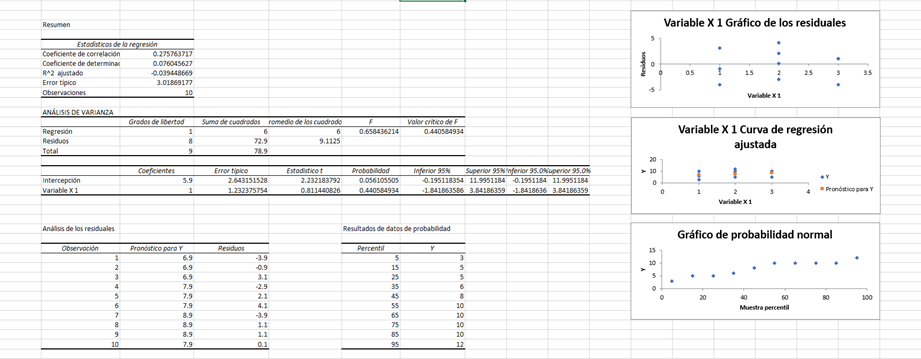 Resumen
Estadísticas de la regresión
Coeficiente de correlación 0.275763717
Coeficiente de determinac 0.076045627
R^2 ajustado -0.039448669
Error típico 3.01869177
Observaciones 10
ANÁLISIS DE VARIANZA
Grados de libertad Suma de cuadrados romedio de los cuadrado F Valor crítico de F
Regresión 1 6 6 0.658436214 0.440584934
Residuos 8 72.9 9.1125
Total 9 78.9
Coeficientes Error típico Estadístico t Probabilidad Inferior 95% Superior 95% Inferior 95.0% Superior 95.0%
Intercepción 5.9 2.643151528 2.232183792 0.056105505 -0.195118354 11.9951184 -0.1951184 11.9951184
Variable X 1 1 1.232375754 0.811440826 0.440584934 -1.841863586 3.84186359 -1.8418636 3.84186359
Análisis de los residuales
Observación Pronóstico para Y Residuos
1 6.9 -3.9
2 6.9 -0.9
3 6.9 3.1
4 7.9 -2.9
5 7.9 2.1
6 7.9 4.1
7 8.9 -3.9
8 8.9 1.1
9 8.9 1.1
10 7.9 0.1
Resultados de datos de probabilidad
Percentil Y
5 3
15 5
25 5
35 6
45 8
55 10
65 10
75 10
85 10
95 12
Variable X 1 Gráfico de los residuales
Residuos
5
0
-5
0 0.5 1 1.5 2 2.5 3 3.5
Variable X 1
Variable X 1 Curva de regresión
ajustada
Y
20
10
0
0 1 2 3 4
Variable X 1
Y
Pronóstico para Y
Gráfico de probabilidad normal
Y
15
10
5
0
0 20 40 60 80 100
Muestra percentil